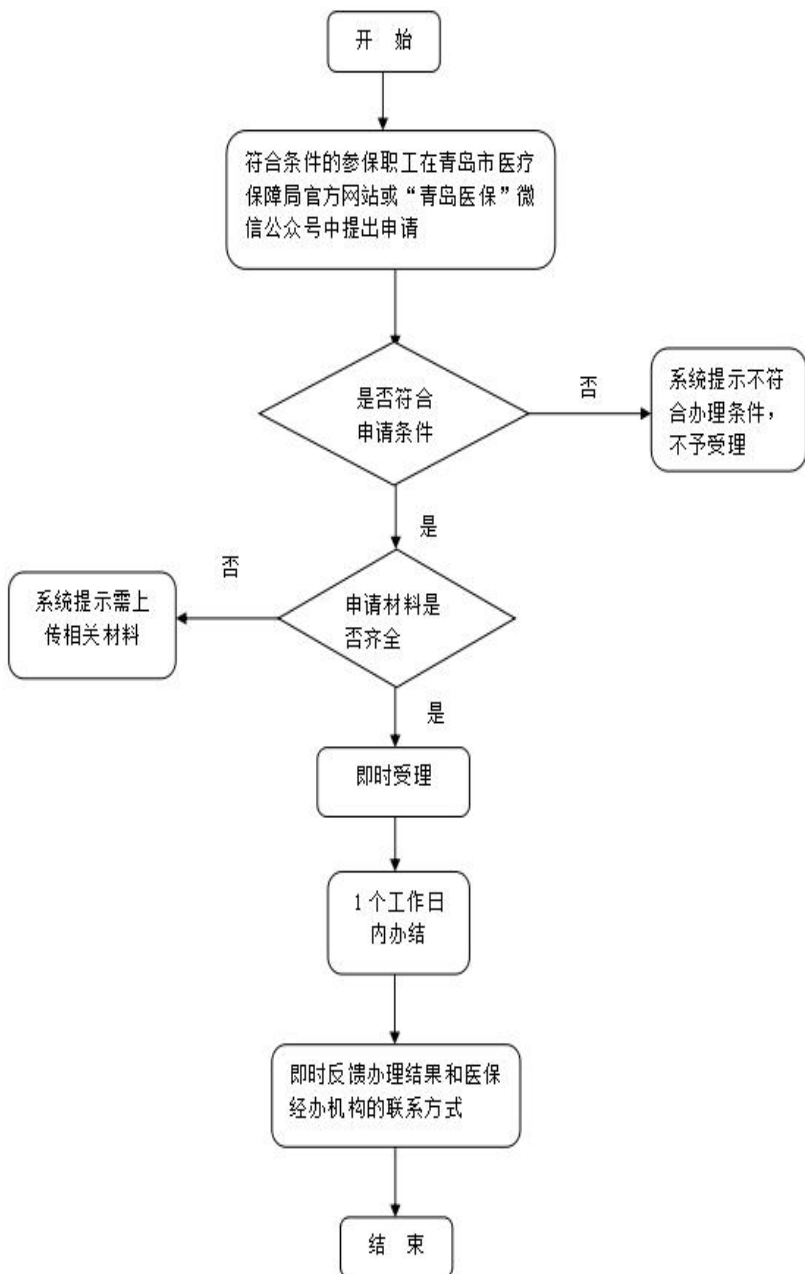 开 始
符合条件的参保职工在青岛市医疗
保障局官方网站或“青岛医保”微
信公众号中提出申请
是否符合
申请条件
否
系统提示不符
合办理条件，
不予受理
是
否
系统提示需上
传相关材料
申请材料是
否齐全
是
即时受理
1个工作日
内办结
即时反馈办理结果和医保
经办机构的联系方式
结 束